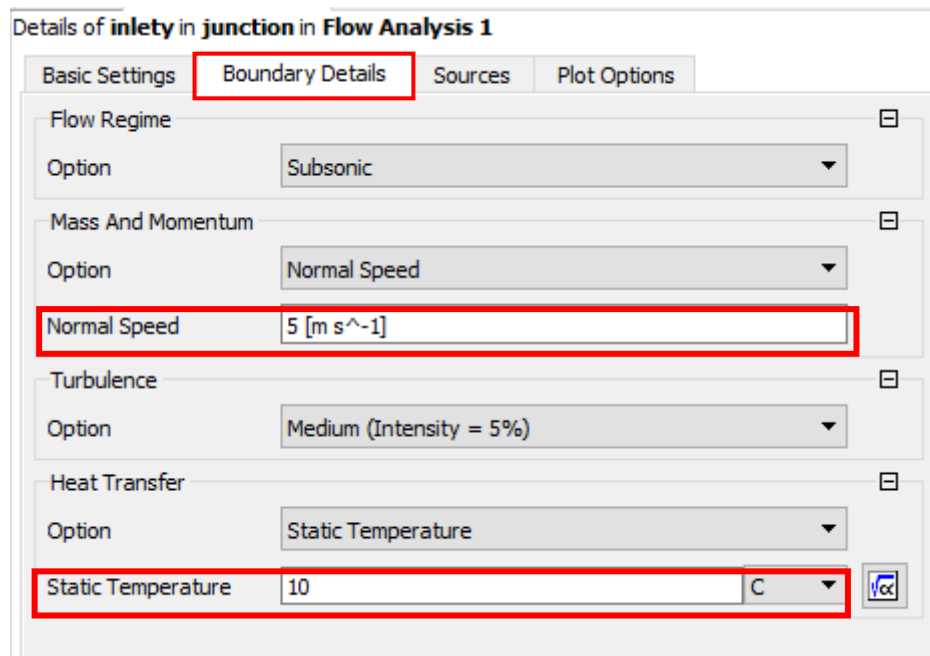 Details of inlety in junction in Flow Analysis 1
Basic Settings Boundary Details Sources Plot Options
Flow Regime
Option Subsonic
Mass And Momentum
Option Normal Speed
Normal Speed 5 [m s^-1]
Turbulence
Option Medium (Intensity = 5%)
Heat Transfer
Option Static Temperature
Static Temperature 10 C √α